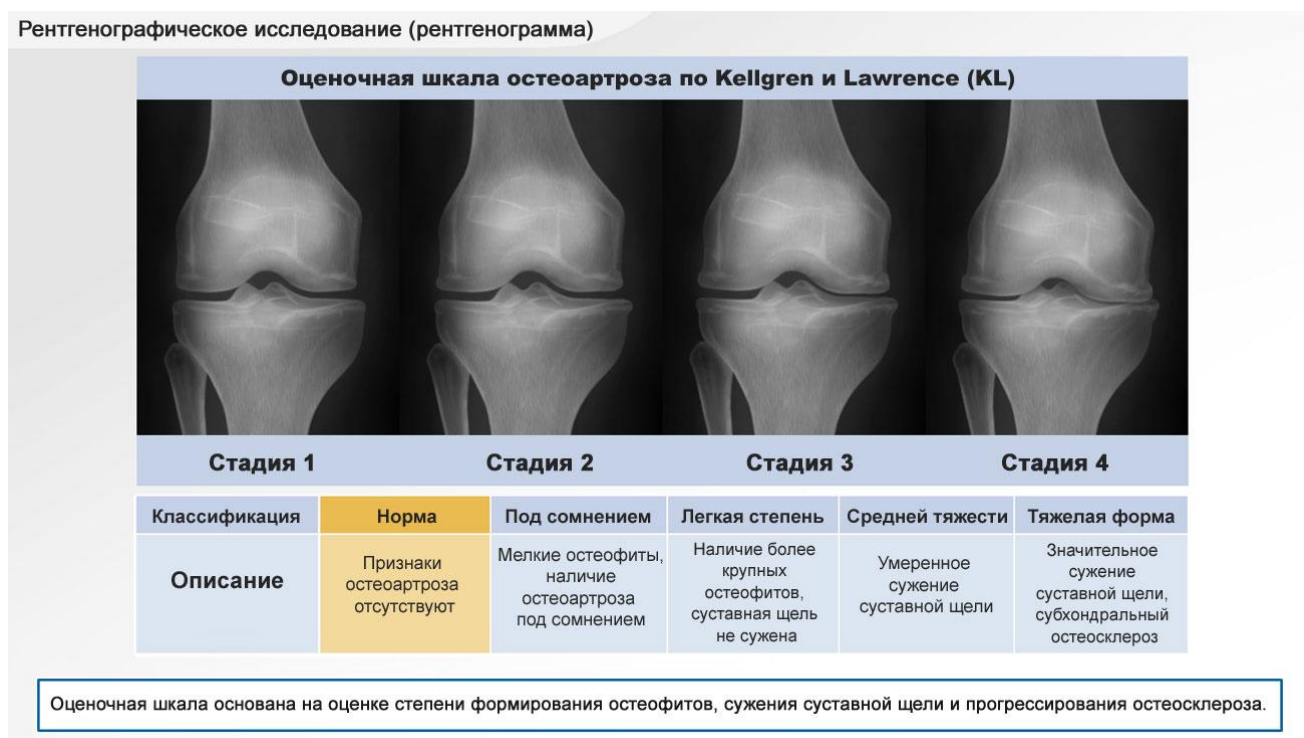 Рентгенографическое исследование (рентгенограмма)
Оценочная шкала остеоартроза по Kellgren и Lawrence (KL)
Стадия 1
Стадия 2
Стадия 3
Стадия 4
Классификация
Норма
Под сомнением
Легкая степень
Средней тяжести
Тяжелая форма
Описание
Признаки
остеоартроза
отсутствуют
Мелкие остеофиты,
наличие
остеоартроза
под сомнением
Наличие более
крупных
остеофитов,
суставная щель
не сужена
Умеренное
сужение
суставной щели
Значительное
сужение
суставной щели,
субхондральный
остеосклероз
Оценочная шкала основана на оценке степени формирования остеофитов, сужения суставной щели и прогрессирования остеосклероза.